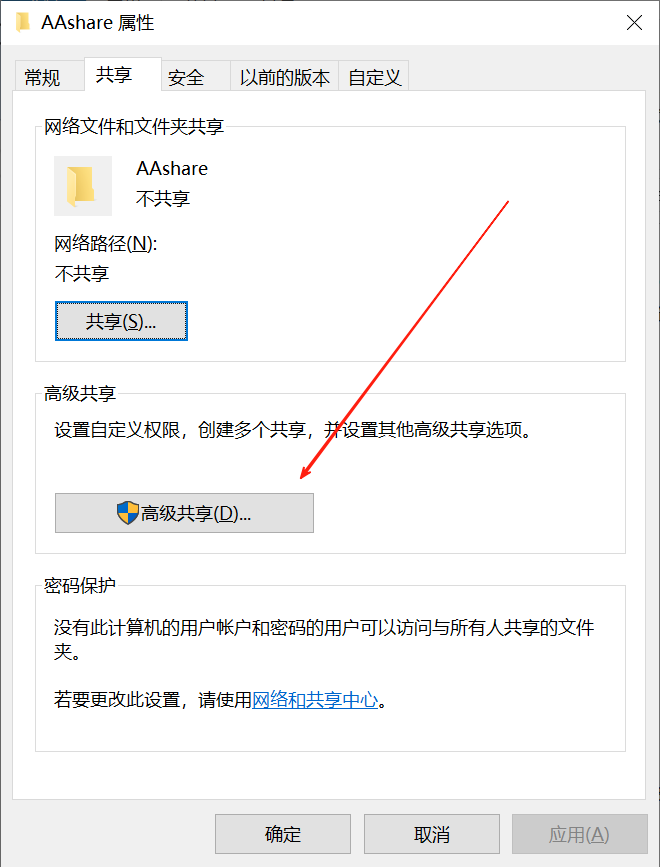 AAshare 属性
常规
共享
安全
以前的版本
自定义
网络文件和文件夹共享
AAshare
不共享
网络路径(N):
不共享
共享(S)...
高级共享
设置自定义权限，创建多个共享，并设置其他高级共享选项。
高级共享(D)...
密码保护
没有此计算机的用户帐户和密码的用户可以访问与所有人共享的文件
夹。
若要更改此设置，请使用网络和共享中心。
确定
取消
应用(A)